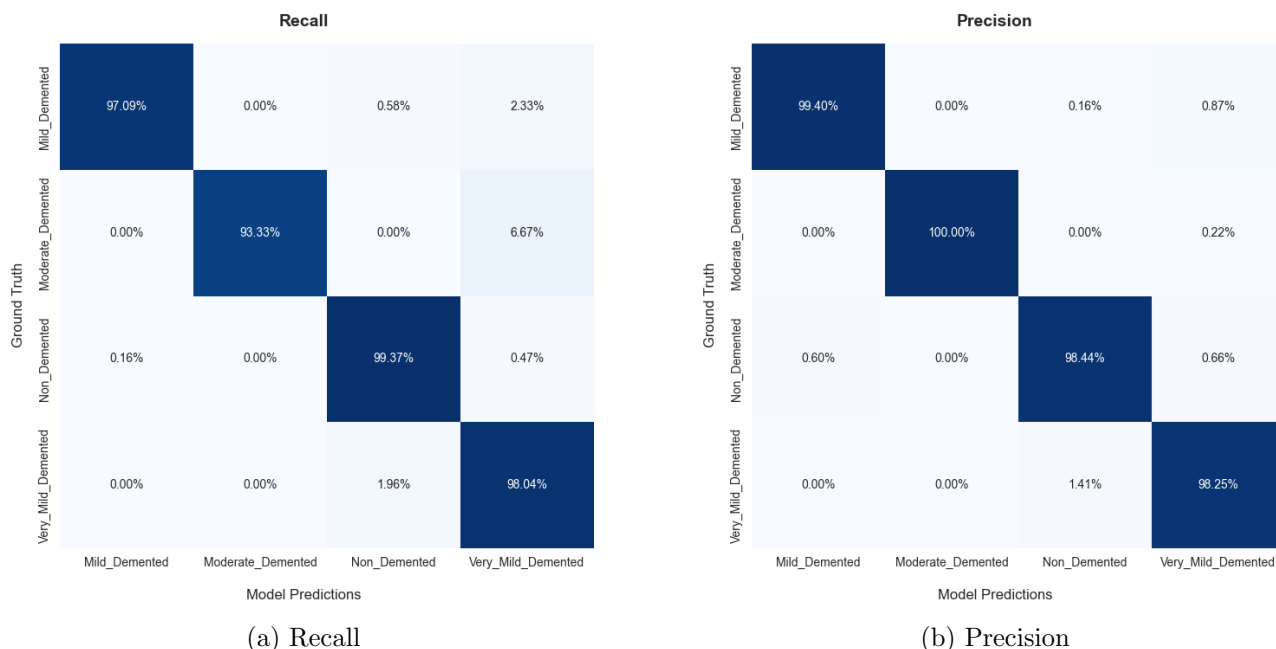 Recall
Ground Truth
Mild_Demented
97.09% 0.00% 0.58% 2.33%
Moderate_Demented
0.00% 93.33% 0.00% 6.67%
Non_Demented
0.16% 0.00% 99.37% 0.47%
Very_Mild_Demented
0.00% 0.00% 1.96% 98.04%
Mild_Demented Moderate_Demented Non_Demented Very_Mild_Demented
Model Predictions
(a) Recall
Precision
Ground Truth
Mild_Demented
99.40% 0.00% 0.16% 0.87%
Moderate_Demented
0.00% 100.00% 0.00% 0.22%
Non_Demented
0.60% 0.00% 98.44% 0.66%
Very_Mild_Demented
0.00% 0.00% 1.41% 98.25%
Mild_Demented Moderate_Demented Non_Demented Very_Mild_Demented
Model Predictions
(b) Precision